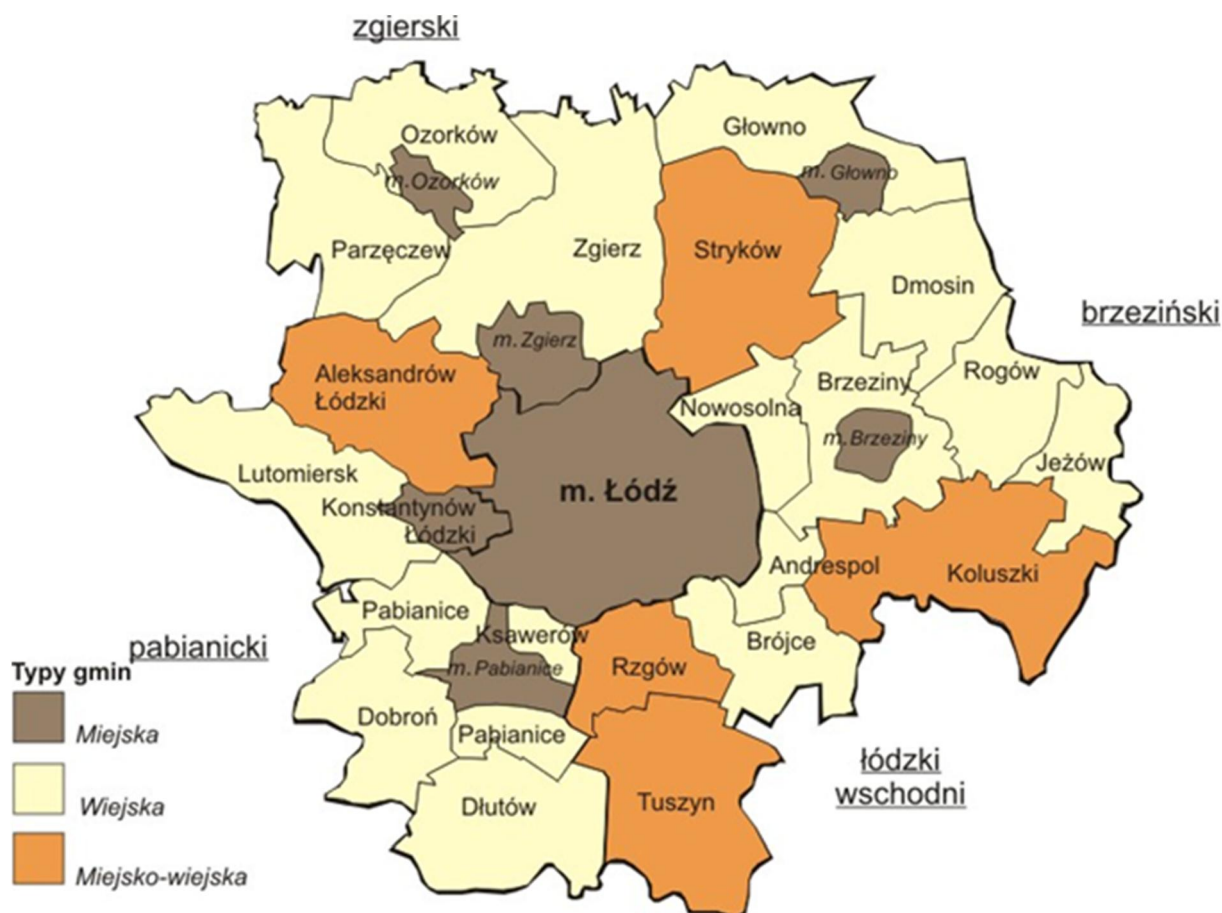 zgierski
Ozorków
m. Ozorków
Głowno
m. Głowno
Parzęczew
Zgierz
Stryków
Dmosin
brzeziński
m. Zgierz
Aleksandrów
Łódzki
Nowosolna
Brzeziny
Rogów
m. Brzeziny
Jeżów
Lutomiersk
m. Łódź
Konstantynów
Łódzki
Andrespol
Koluszki
Pabianice
Ksawerów
Brójce
pabianicki
m. Pabianice
Rzgów
Dobroń
Pabianice
łódzki
wschodni
Dłutów
Tuszyn
Typy gmin
Miejska
Wiejska
Miejsko-wiejska